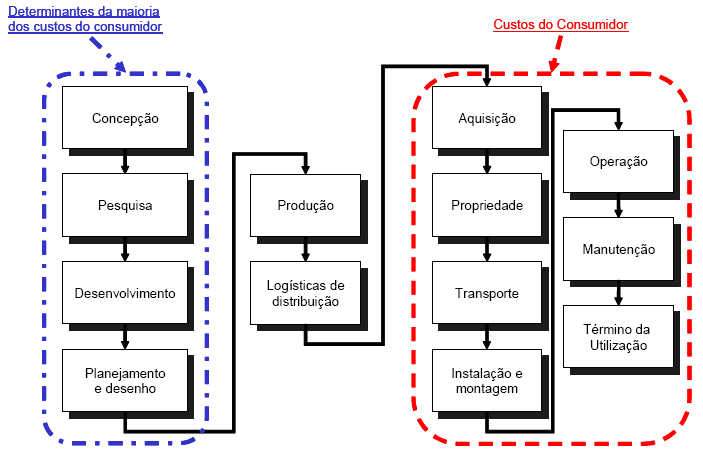 Determinantes da maioria
dos custos do consumidor
Custos do Consumidor
Concepção
Pesquisa
Desenvolvimento
Planejamento
e desenho
Produção
Logísticas de
distribuição
Aquisição
Propriedade
Transporte
Instalação e
montagem
Operação
Manutenção
Término da
Utilização